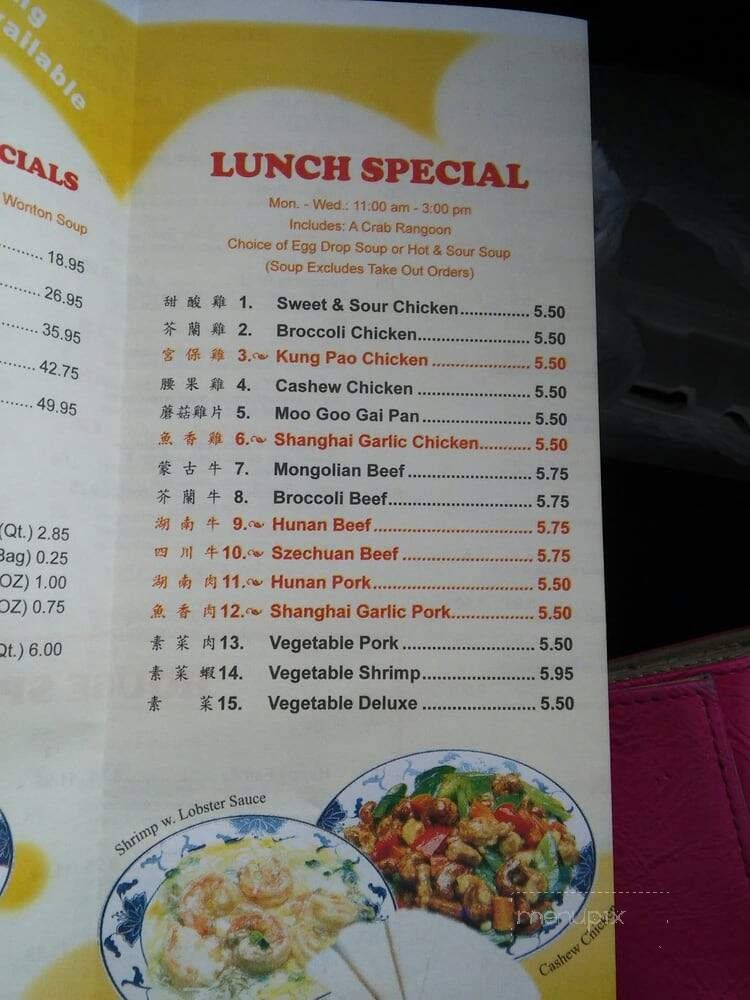 ng
ailable
CIALS
Wonton Soup
18.95
26.95
35.95
42.75
49.95
(Qt.) 2.85
Bag) 0.25
OZ) 1.00
OZ) 0.75
Qt.) 6.00
LUNCH SPECIAL
Mon. - Wed.: 11:00 am - 3:00 pm
Includes: A Crab Rangoon
Choice of Egg Drop Soup or Hot & Sour Soup
(Soup Excludes Take Out Orders)
甜酸雞 1. Sweet & Sour Chicken................ 5.50
芥蘭雞 2. Broccoli Chicken........................... 5.50
宮保雞 3. Kung Pao Chicken ...................... 5.50
腰果雞 4. Cashew Chicken ......................... 5.50
蘑菇雞片 5. Moo Goo Gai Pan ........................ 5.50
魚香雞 6. Shanghai Garlic Chicken........... 5.50
蒙古牛 7. Mongolian Beef ........................... 5.75
芥蘭牛 8. Broccoli Beef................................ 5.75
湖南牛 9. Hunan Beef................................... 5.75
四川牛 10. Szechuan Beef ............................ 5.75
湖南肉 11. Hunan Pork................................... 5.50
魚香肉 12. Shanghai Garlic Pork.................. 5.50
素菜肉 13. Vegetable Pork ............................ 5.50
素菜蝦 14. Vegetable Shrimp......................... 5.95
素菜 15. Vegetable Deluxe ........................ 5.50
Shrimp w. Lobster Sauce
Cashew Chicken
menupix